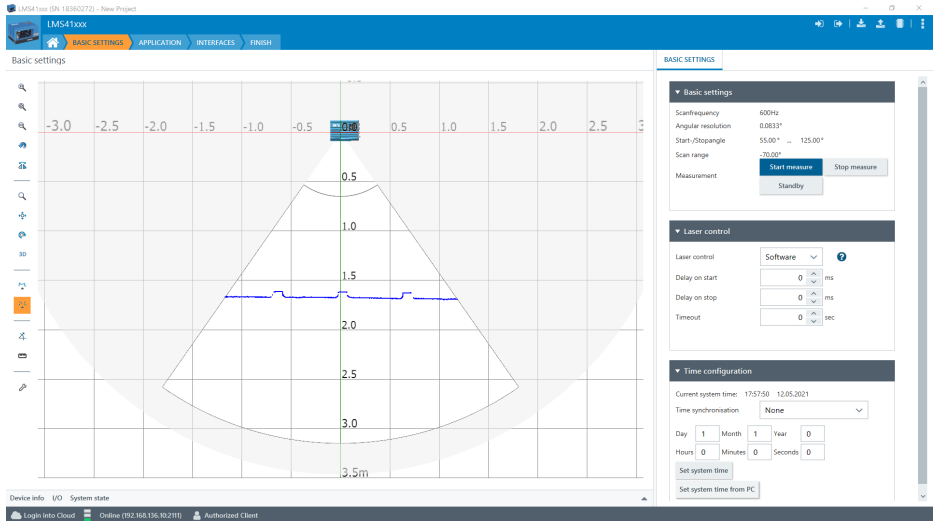 LMS41xxx (SN 18360272) - New Project
LMS41xxx
BASIC SETTINGS APPLICATION INTERFACES FINISH
Basic settings
BASIC SETTINGS
-3.0 -2.5 -2.0 -1.5 -1.0 -0.5 0.5 1.0 1.5 2.0 2.5
0.5
1.0
1.5
2.0
2.5
3.0
3.5m
3D
Basic settings
Scanfrequency 600Hz
Angular resolution 0.0833°
Start-/Stopangle 55.00 ° ... 125.00 °
Scan range -70.00°
Measurement Start measure Stop measure
Standby
Laser control
Laser control Software
Delay on start 0 ms
Delay on stop 0 ms
Timeout 0 sec
Time configuration
Current system time: 17:57:50 12.05.2021
Time synchronisation None
Day 1 Month 1 Year 0
Hours 0 Minutes 0 Seconds 0
Set system time
Set system time from PC
Device info I/O System state
Login into Cloud Online (192.168.136.10:2111) Authorized Client